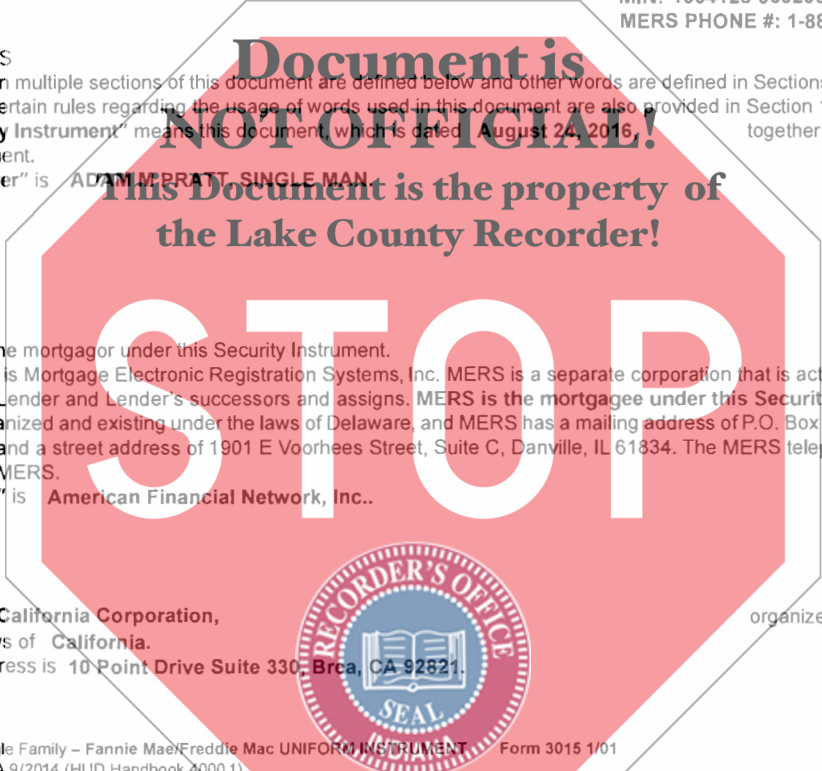 MERS PHONE #: 1-88
S
n multiple sections of this document are defined below and other words are defined in Sections
ertain rules regarding the usage of words used in this document are also provided in Section
y Instrument" means this document, which is dated August 24, 2016, together
ent.
er" is ADAM M PRATT, SINGLE MAN.
Document is
NOT OFFICIAL!
This Document is the property of
the Lake County Recorder!
STOP
he mortgagor under this Security Instrument.
is Mortgage Electronic Registration Systems, Inc. MERS is a separate corporation that is act
Lender and Lender's successors and assigns. MERS is the mortgagee under this Securit
anized and existing under the laws of Delaware, and MERS has a mailing address of P.O. Box
and a street address of 1901 E Voorhees Street, Suite C, Danville, IL 61834. The MERS tele
MERS.
" is American Financial Network, Inc..
California Corporation, organize
s of California.
ress is 10 Point Drive Suite 330, Brea, CA 92821.
RECORDER'S OFFICE
SEAL
INDIANA
le Family – Fannie Mae/Freddie Mac UNIFORM INSTRUMENT Form 3015 1/01
9/2014 (HUD Handbook 4000.1)